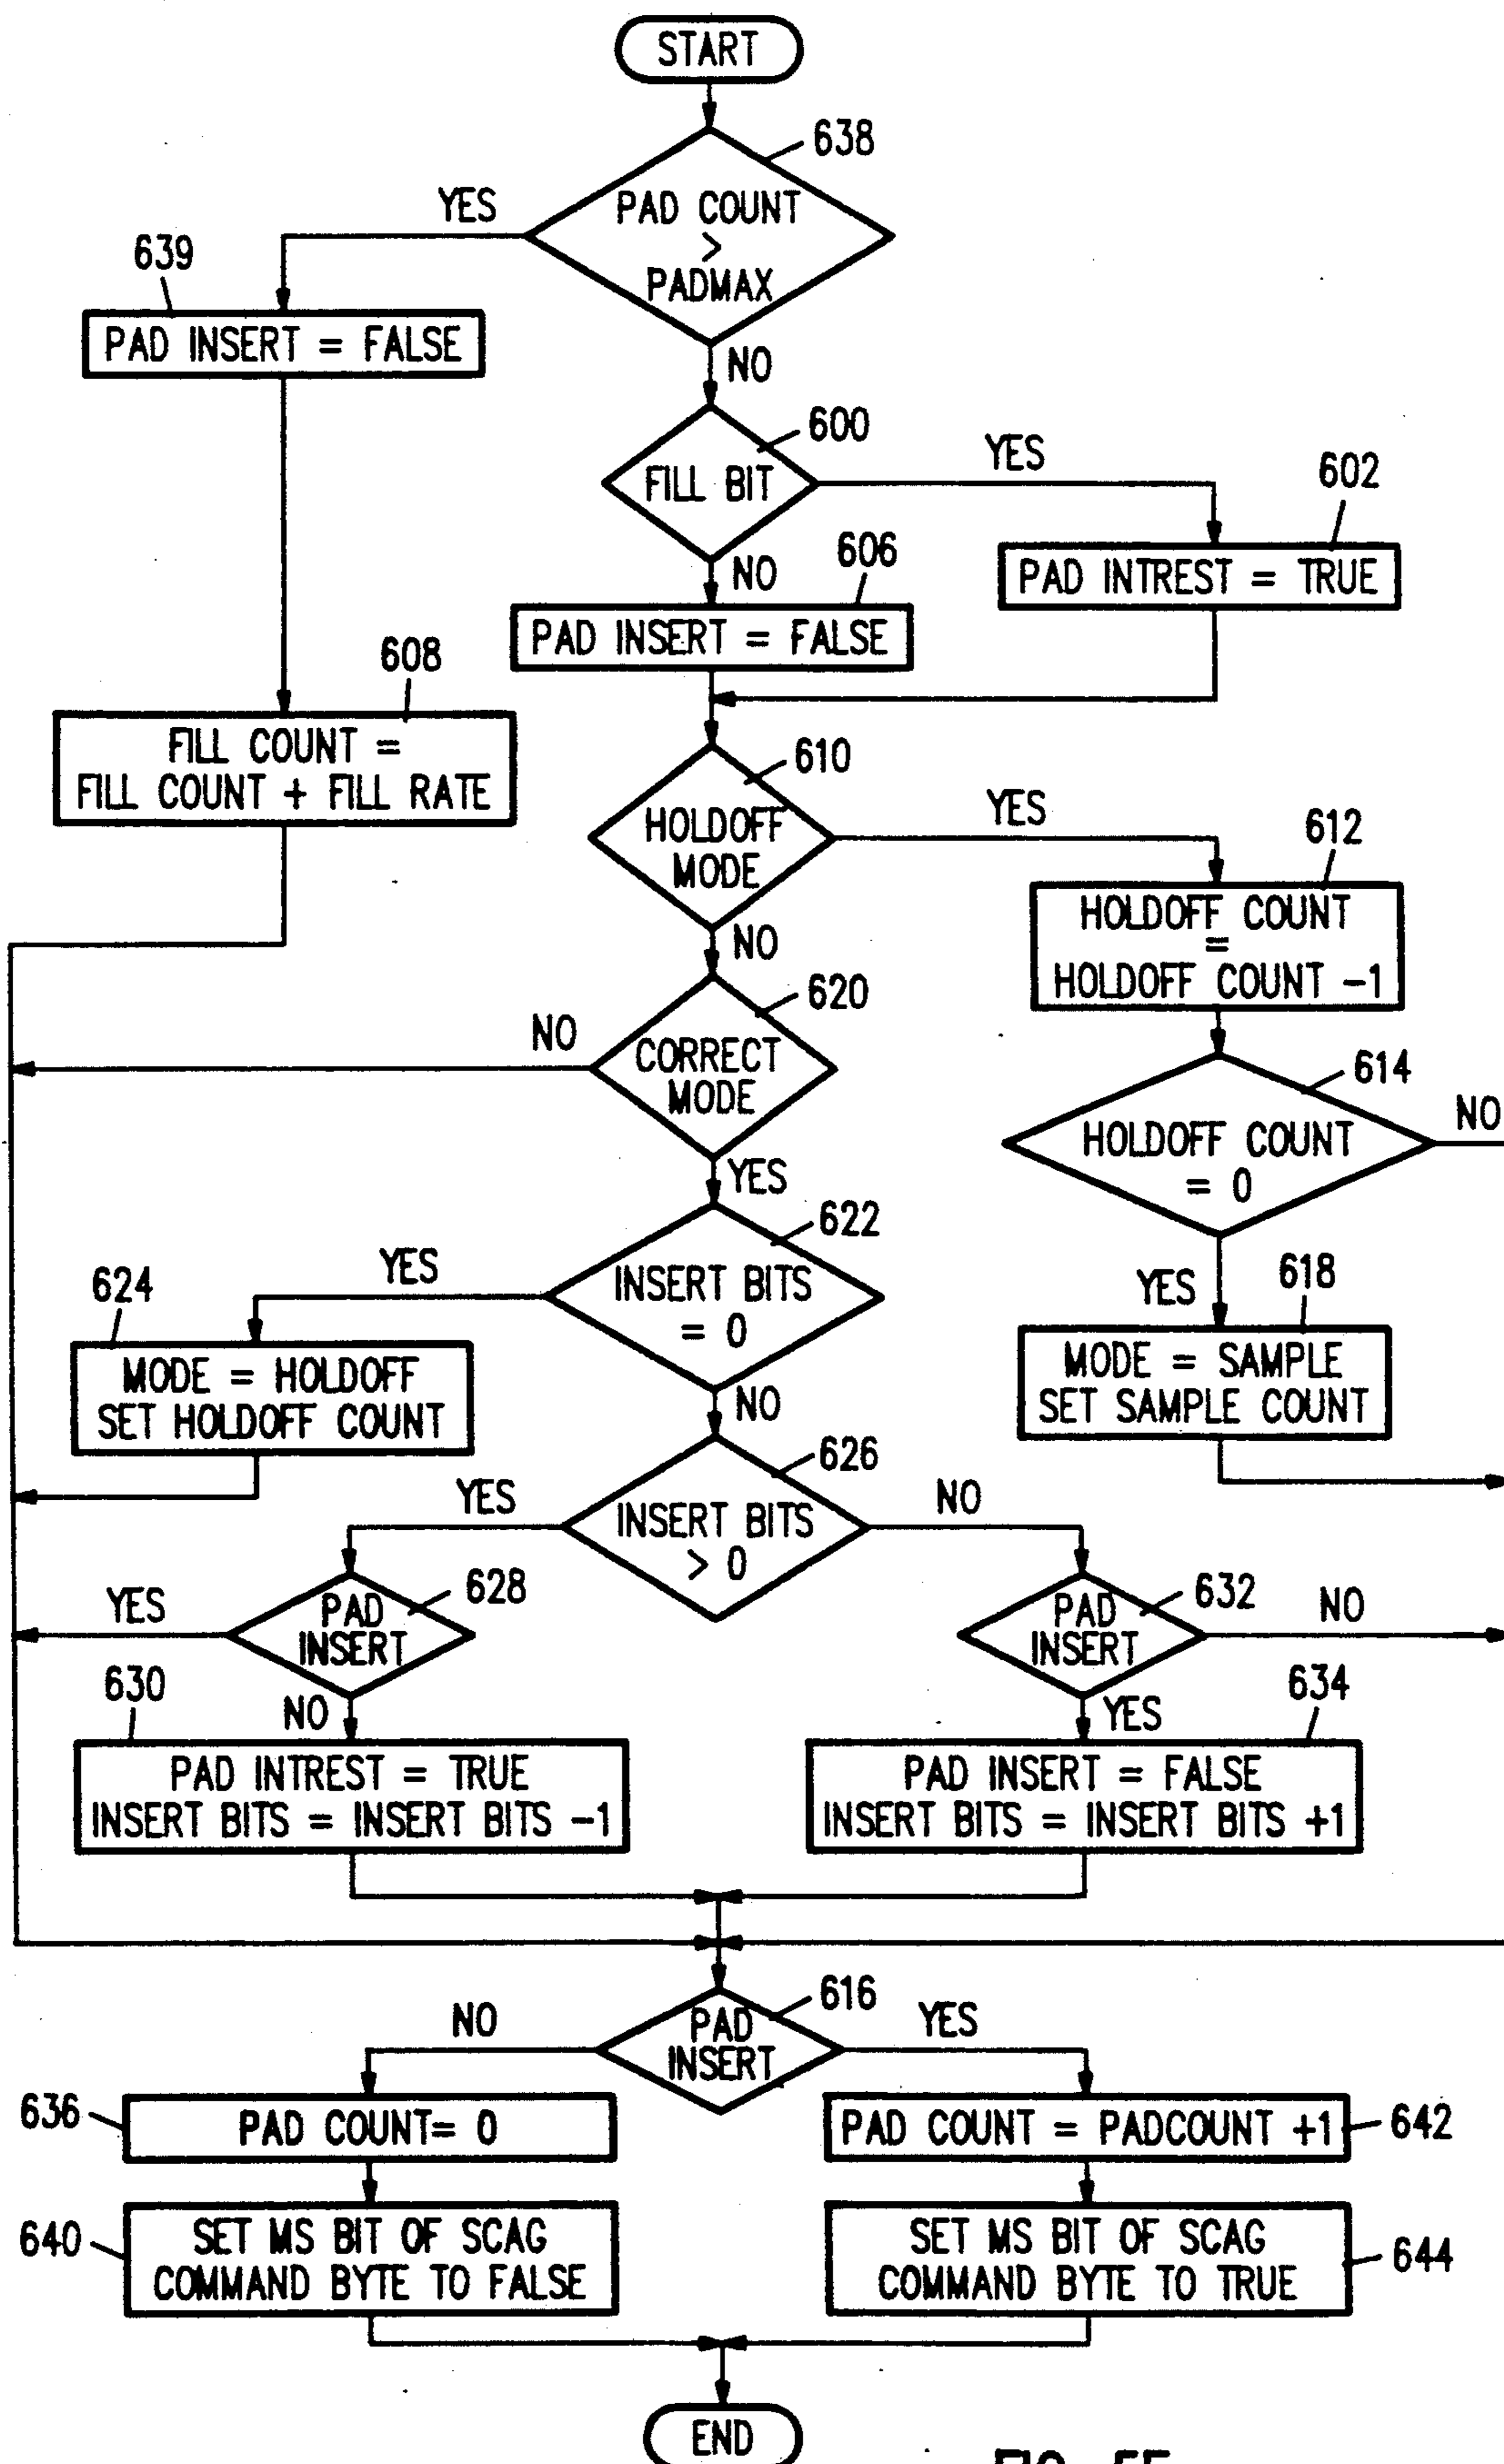 START
638
PAD COUNT
>
PADMAX
YES
639
PAD INSERT = FALSE
NO
600
FILL BIT
YES
602
PAD INTREST = TRUE
NO
606
PAD INSERT = FALSE
608
FILL COUNT =
FILL COUNT + FILL RATE
610
HOLDOFF
MODE
YES
612
HOLDOFF COUNT
=
HOLDOFF COUNT -1
NO
620
CORRECT
MODE
NO
614
HOLDOFF COUNT
= 0
NO
YES
622
INSERT BITS
= 0
YES
624
MODE = HOLDOFF
SET HOLDOFF COUNT
YES
618
MODE = SAMPLE
SET SAMPLE COUNT
NO
626
INSERT BITS
> 0
YES
NO
628
PAD
INSERT
YES
632
PAD
INSERT
NO
630
NO
PAD INTREST = TRUE
INSERT BITS = INSERT BITS -1
634
YES
PAD INSERT = FALSE
INSERT BITS = INSERT BITS +1
616
PAD
INSERT
NO
YES
636
PAD COUNT= 0
PAD COUNT = PADCOUNT +1
642
640
SET MS BIT OF SCAG
COMMAND BYTE TO FALSE
SET MS BIT OF SCAG
COMMAND BYTE TO TRUE
644
END